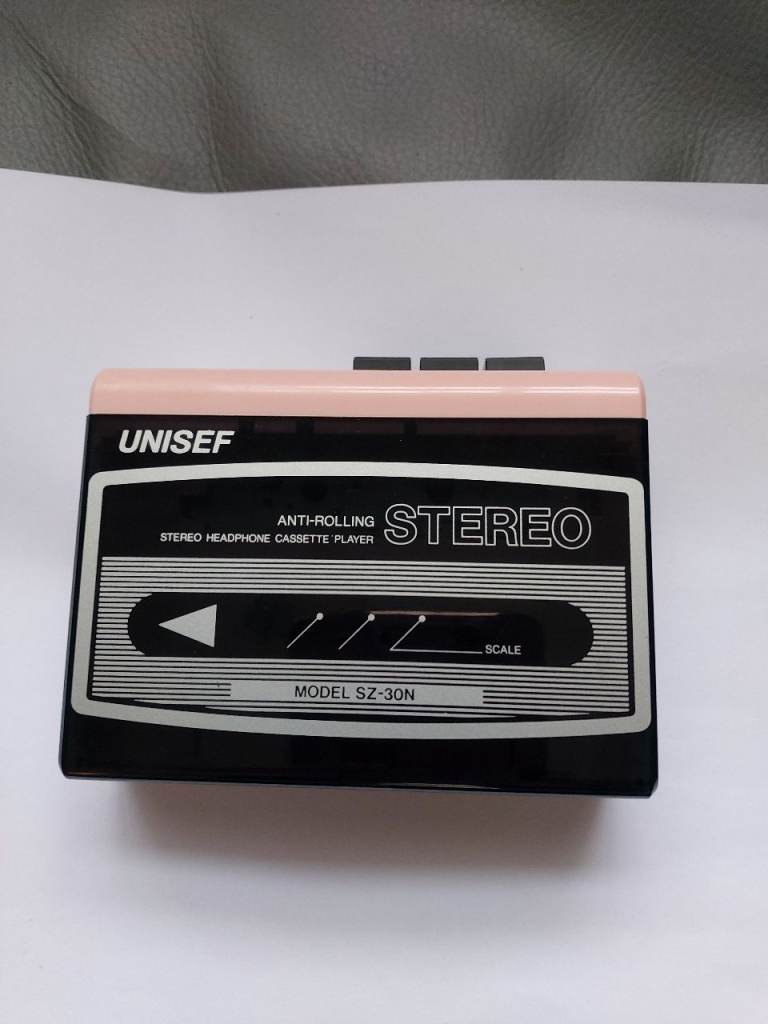 UNISEF
ANTI-ROLLING
STEREO HEADPHONE CASSETTE PLAYER
STEREO
SCALE
MODEL SZ-30N